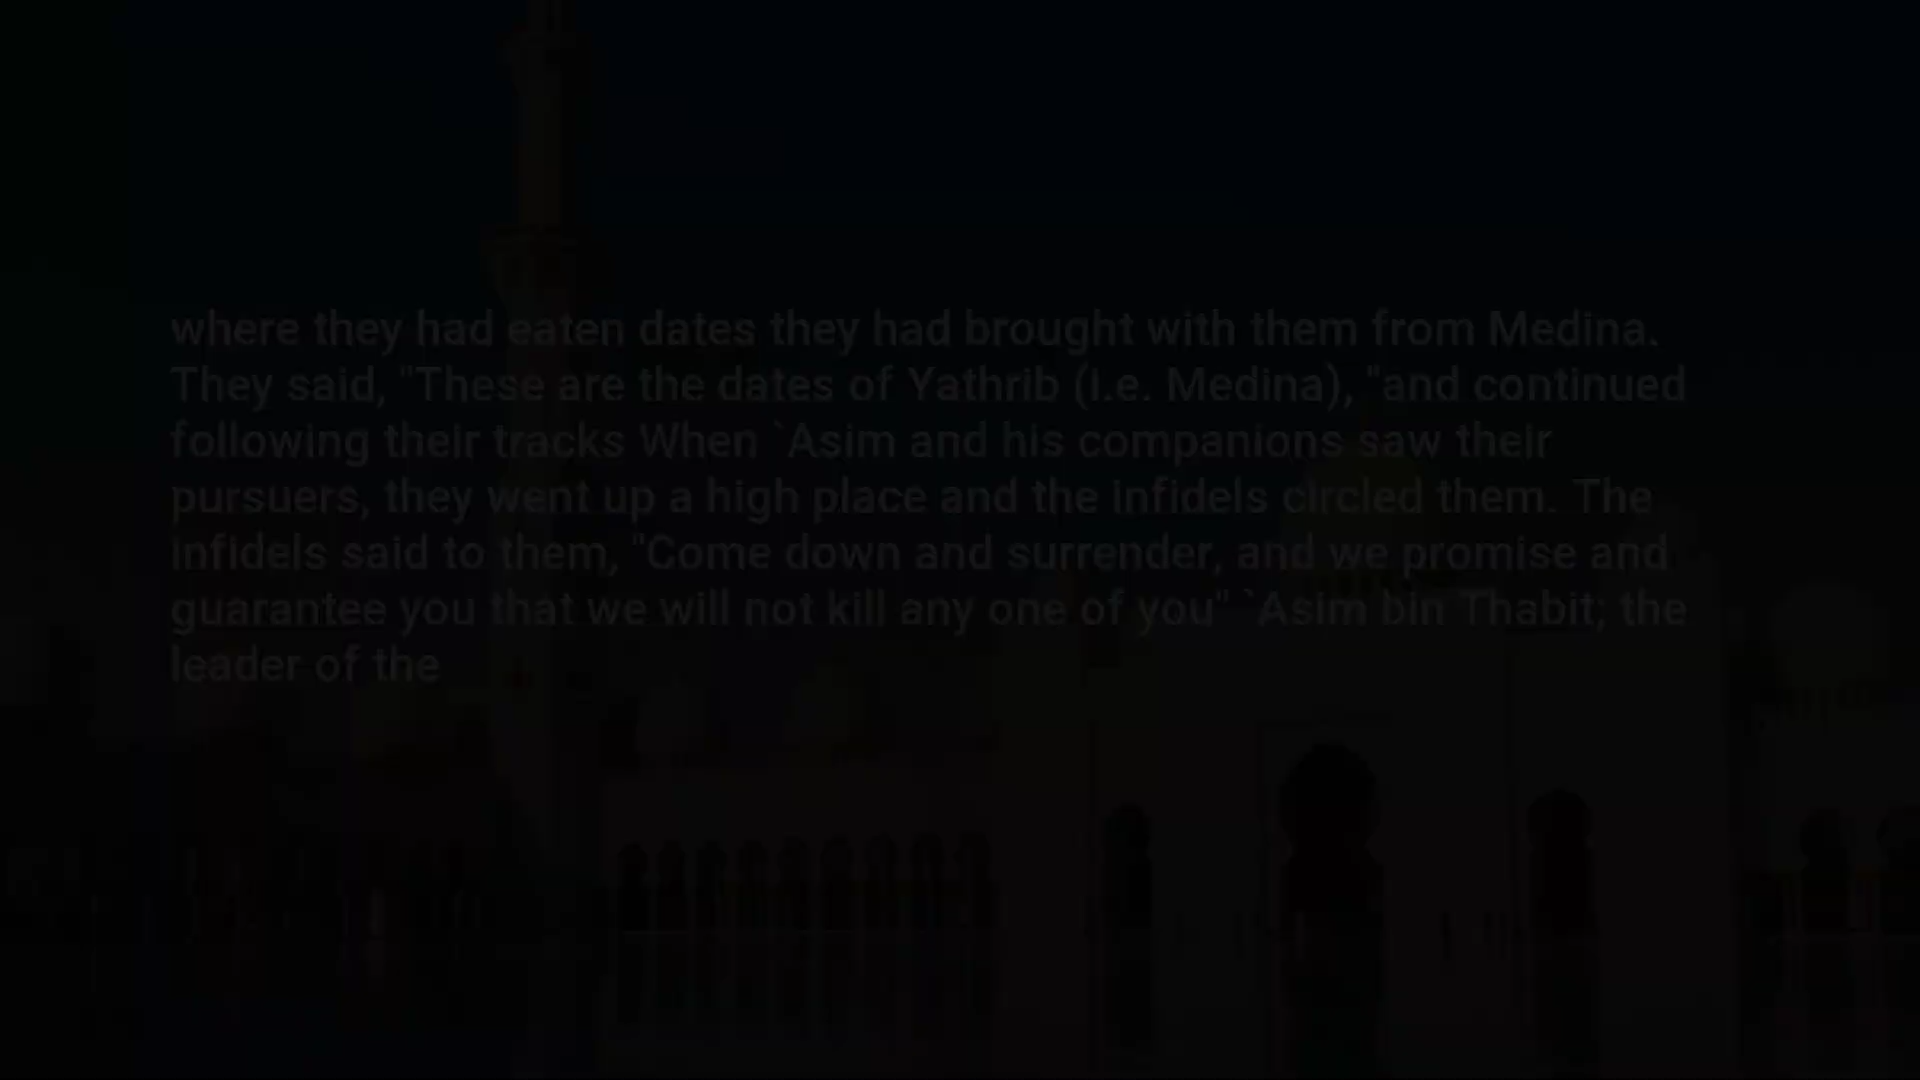 where they had eaten dates they had brought with them from Medina.
They said, "These are the dates of Yathrib (i.e. Medina), "and continued
following their tracks When `Asim and his companions saw their
pursuers, they went up a high place and the infidels circled them. The
infidels said to them, "Come down and surrender, and we promise and
guarantee you that we will not kill any one of you" `Asim bin Thabit; the
leader of the